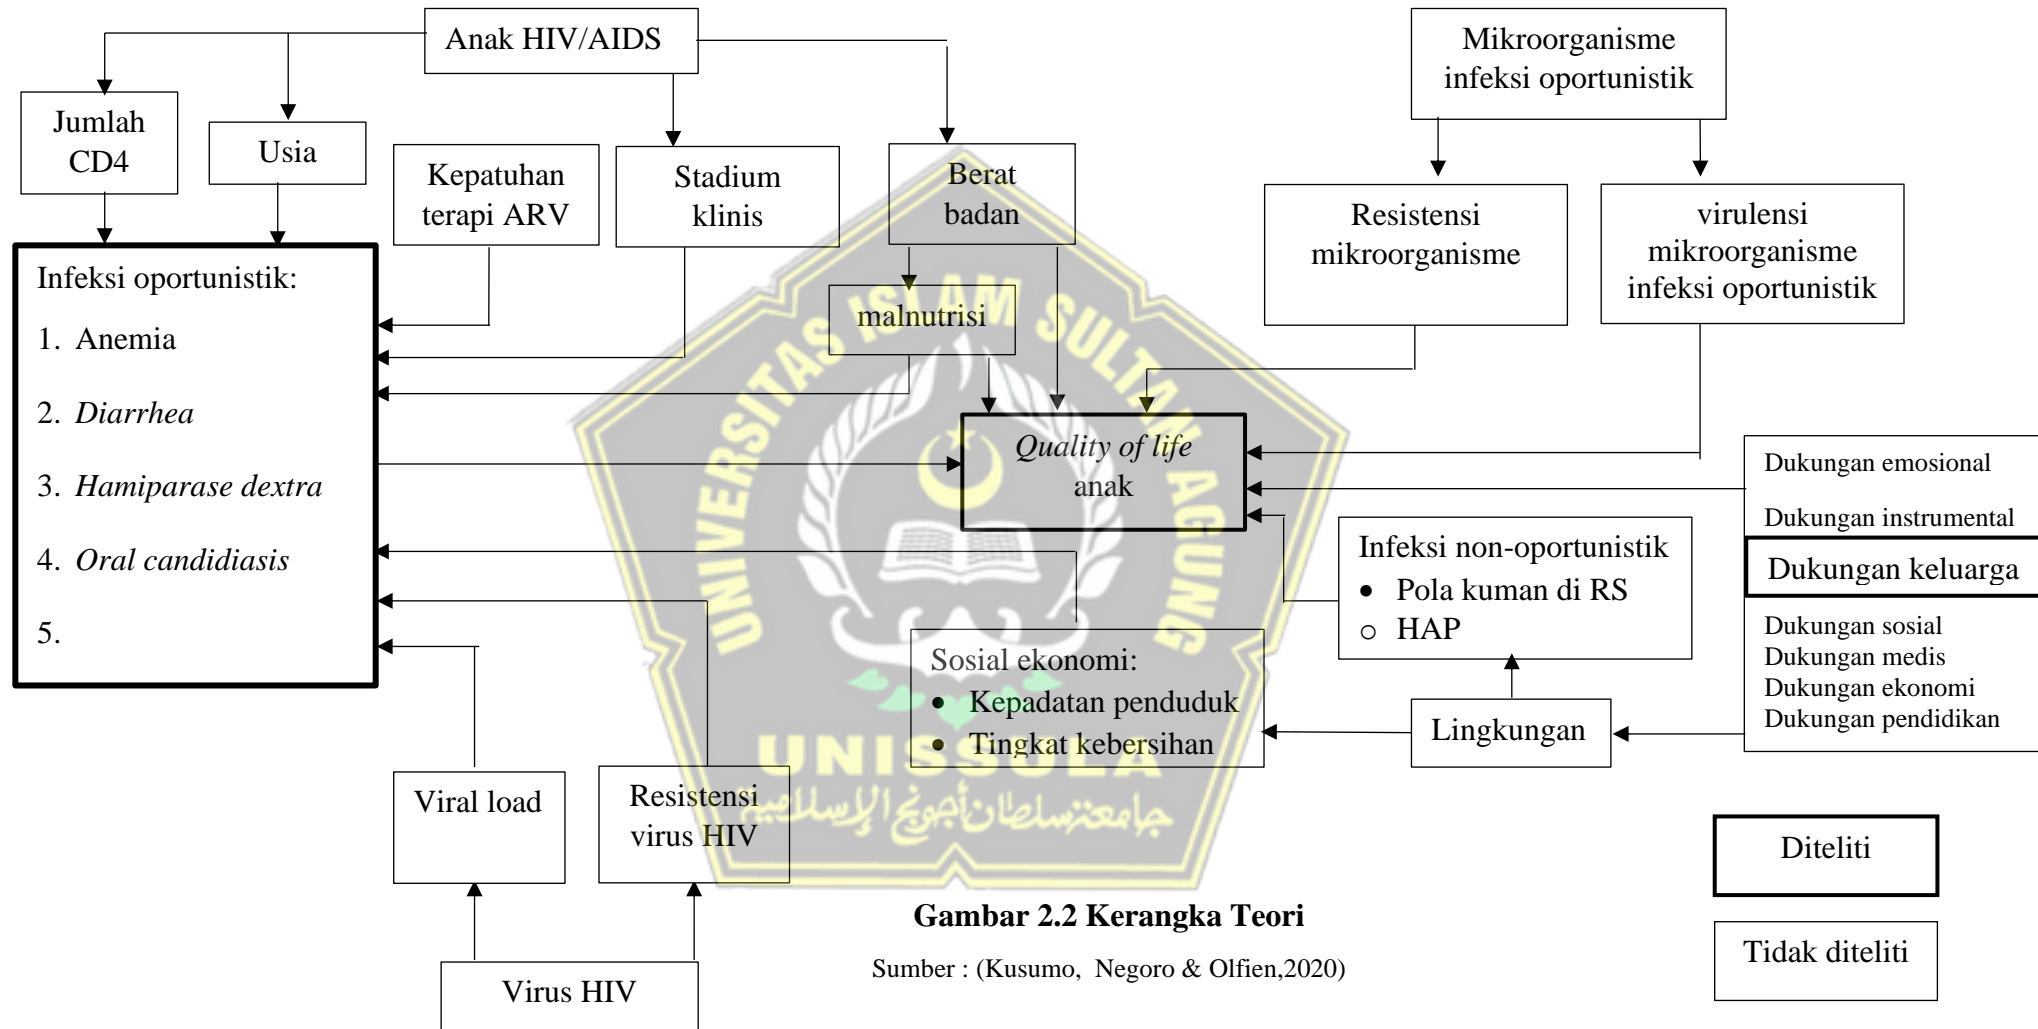 Anak HIV/AIDS
Mikroorganisme
infeksi oportunistik
Jumlah
CD4
Usia
Kepatuhan
terapi ARV
Stadium
klinis
Berat
badan
Resistensi
mikroorganisme
virulensi
mikroorganisme
infeksi oportunistik
Infeksi oportunistik:
1. Anemia
2. Diarrhea
3. Hamiparase dextra
4. Oral candidiasis
5.
malnutrisi
Quality of life
anak
Dukungan emosional
Dukungan instrumental
Dukungan keluarga
Dukungan sosial
Dukungan medis
Dukungan ekonomi
Dukungan pendidikan
Infeksi non-oportunistik
• Pola kuman di RS
o HAP
Sosial ekonomi:
• Kepadatan penduduk
• Tingkat kebersihan
Lingkungan
Viral load
Resistensi
virus HIV
Virus HIV
Diteliti
Tidak diteliti
UNIVERSITAS ISLAM SULTAN AGUNG
UNISSULA
جامعة سلطان أجونج الإسلامية
Gambar 2.2 Kerangka Teori
Sumber : (Kusumo, Negoro & Olfien,2020)